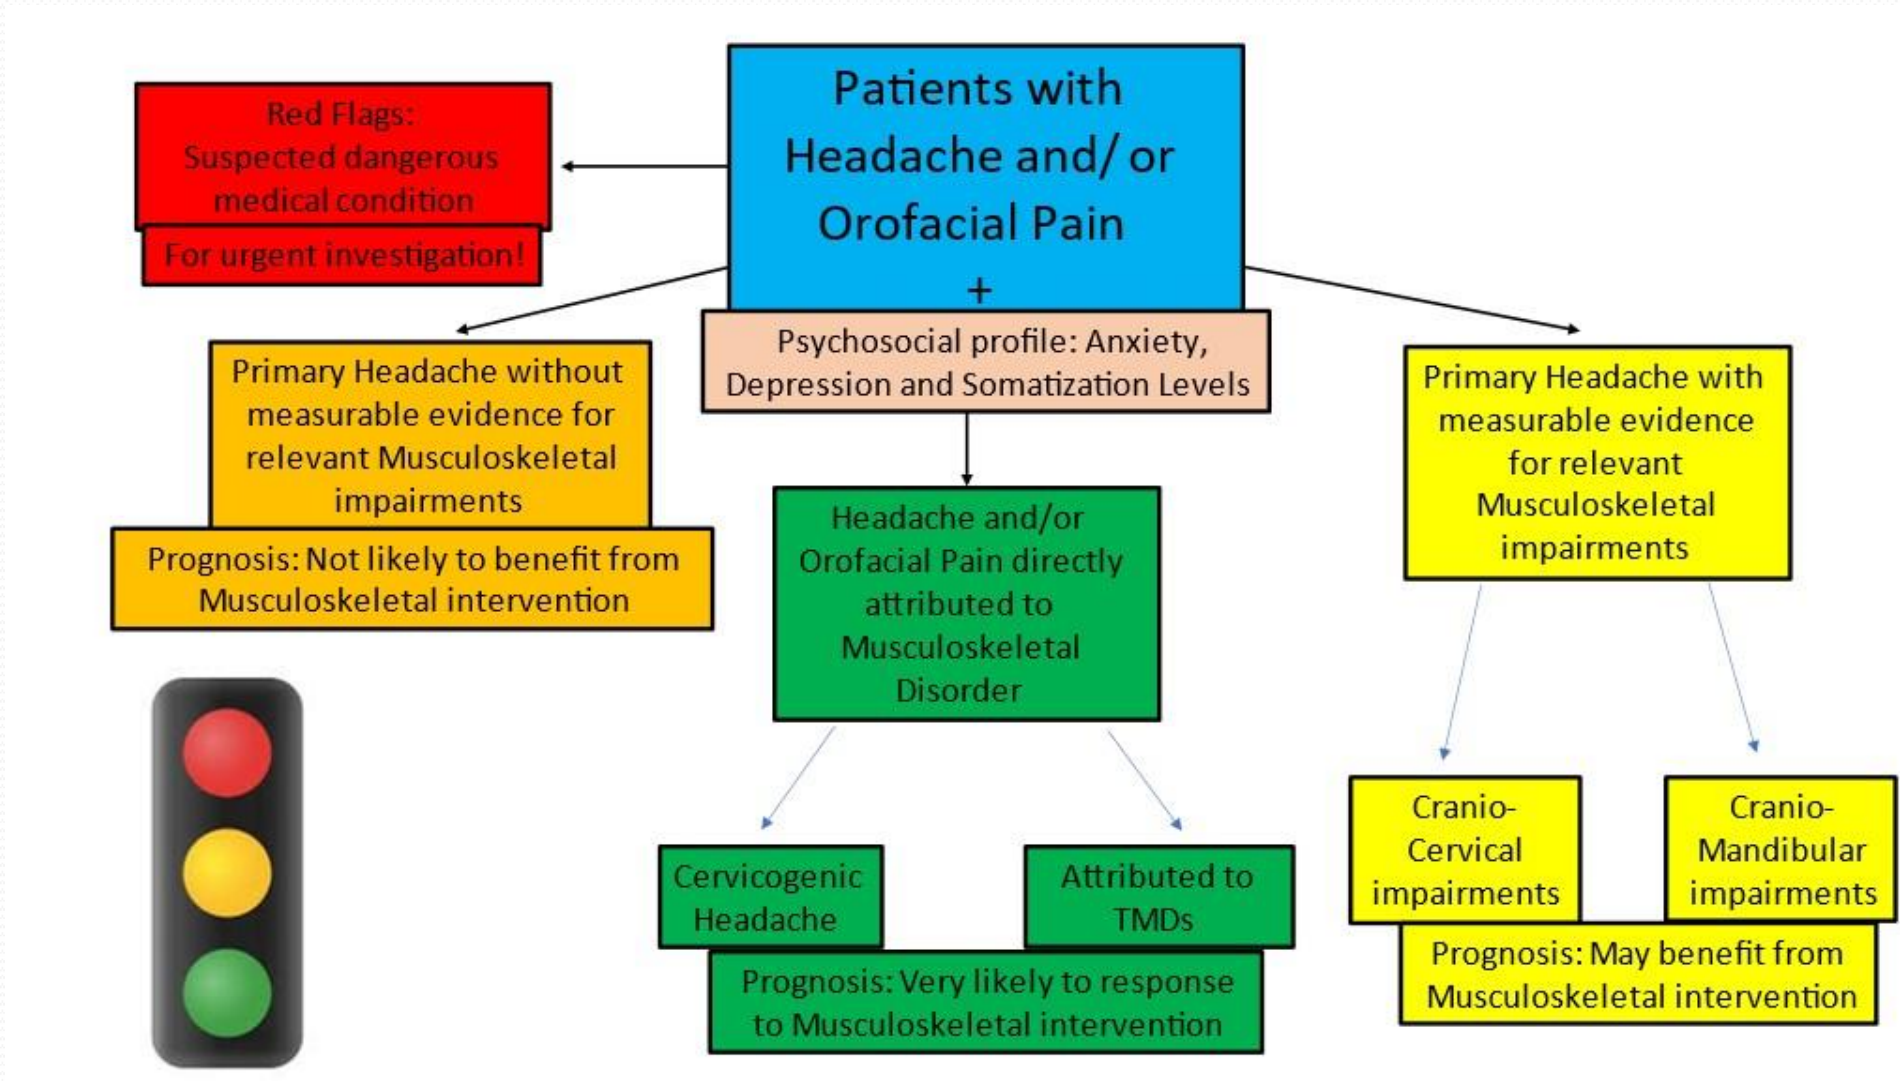 Patients with
Headache and/ or
Orofacial Pain
+
Psychosocial profile: Anxiety,
Depression and Somatization Levels
Red Flags:
Suspected dangerous
medical condition
For urgent investigation!
Primary Headache without
measurable evidence for
relevant Musculoskeletal
impairments
Prognosis: Not likely to benefit from
Musculoskeletal intervention
Headache and/or
Orofacial Pain directly
attributed to
Musculoskeletal
Disorder
Cervicogenic
Headache
Attributed to
TMDs
Prognosis: Very likely to response
to Musculoskeletal intervention
Primary Headache with
measurable evidence
for relevant
Musculoskeletal
impairments
Cranio-
Cervical
impairments
Cranio-
Mandibular
impairments
Prognosis: May benefit from
Musculoskeletal intervention